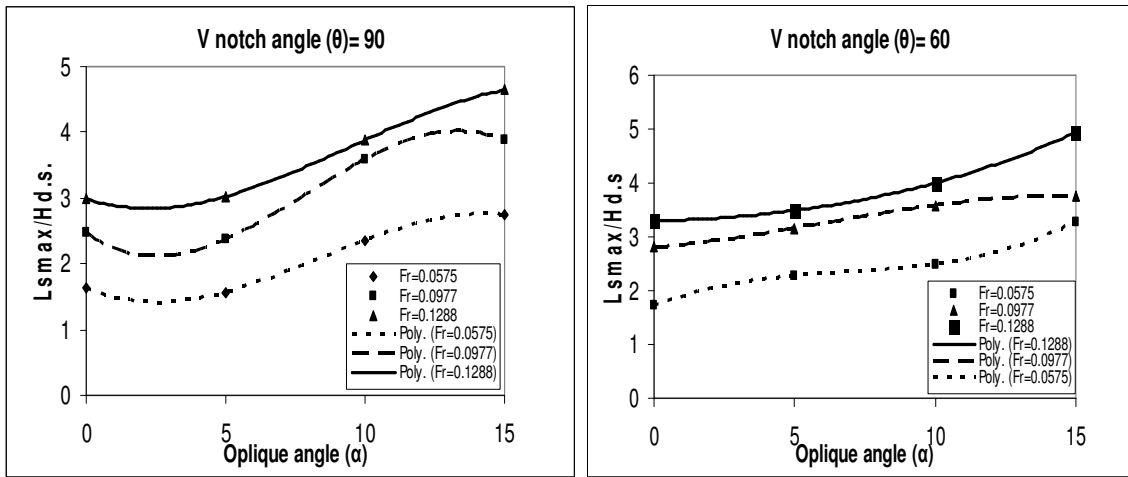 V notch angle (θ)= 90
5
4
3
2
1
0
Lsmax/Hd.s.
Fr=0.0575
Fr=0.0977
Fr=0.1288
Poly. (Fr=0.0575)
Poly. (Fr=0.0977)
Poly. (Fr=0.1288)
0 5 10 15
Oplique angle (α)
V notch angle (θ)= 60
6
5
4
3
2
1
0
Lsmax/Hd.s
Fr=0.0575
Fr=0.0977
Fr=0.1288
Poly. (Fr=0.1288)
Poly. (Fr=0.0977)
Poly. (Fr=0.0575)
0 5 10 15
Oplique angle (α)